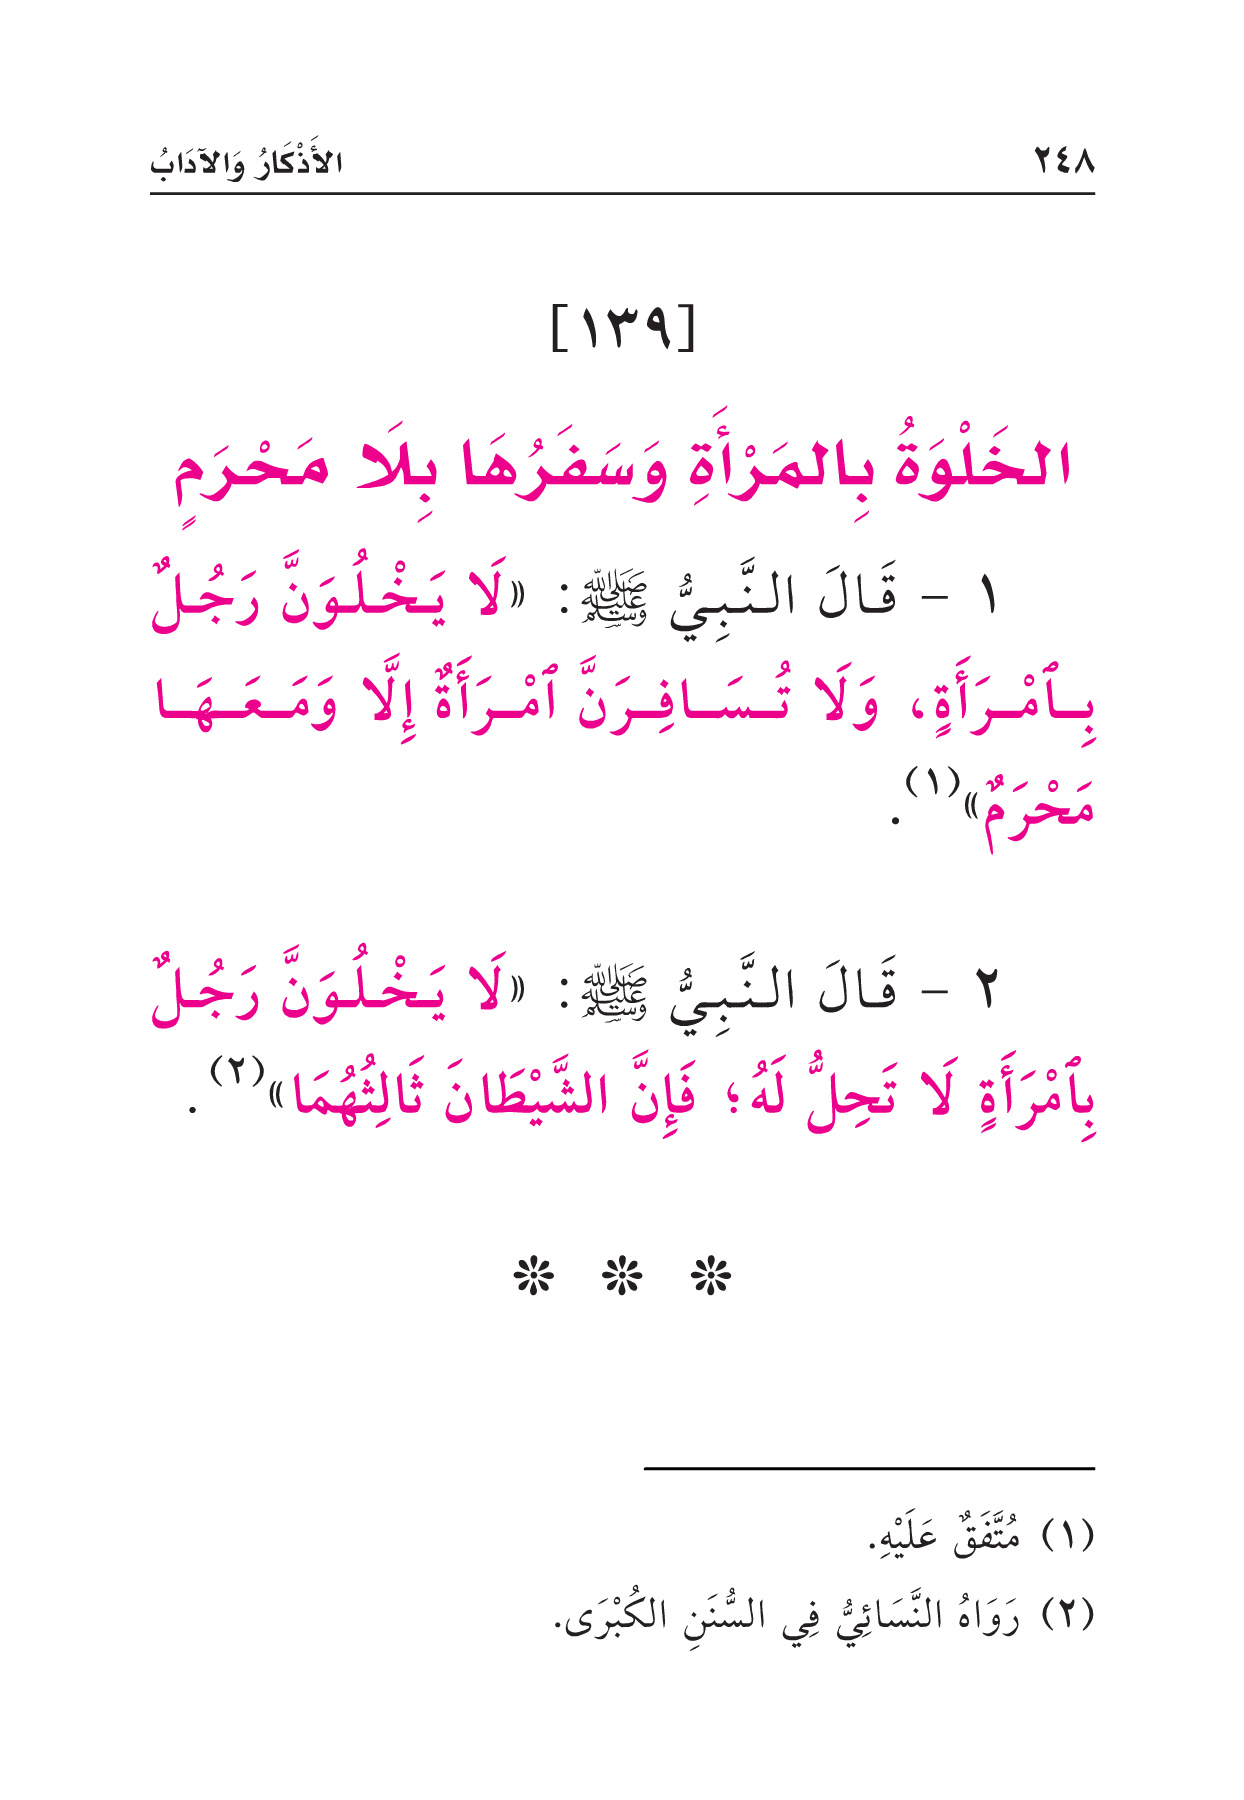 ٢٤٨ الأَذْكَارُ وَالآدَابُ
[١٣٩]
الخَلْوَةُ بِالمَرْأَةِ وَسَفَرُهَا بِلَا مَحْرَمٍ
١ - قَالَ النَّبِيُّ ﷺ: «لَا يَخْلُوَنَّ رَجُلٌ
بِٱمْرَأَةٍ، وَلَا تُسَافِرَنَّ ٱمْرَأَةٌ إِلَّا وَمَعَهَا
مَحْرَمٌ»(١).
٢ - قَالَ النَّبِيُّ ﷺ: «لَا يَخْلُوَنَّ رَجُلٌ
بِٱمْرَأَةٍ لَا تَحِلُّ لَهُ؛ فَإِنَّ الشَّيْطَانَ ثَالِثُهُمَا»(٢).
(١) مُتَّفَقٌ عَلَيْهِ.
(٢) رَوَاهُ النَّسَائِيُّ فِي السُّنَنِ الكُبْرَى.